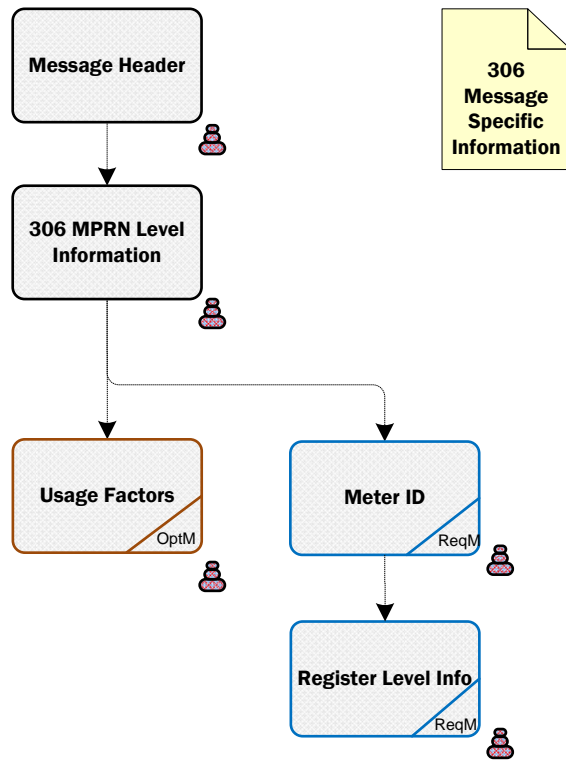 Message Header
306
Message
Specific
Information
306 MPRN Level
Information
Usage Factors
OptM
Meter ID
ReqM
Register Level Info
ReqM